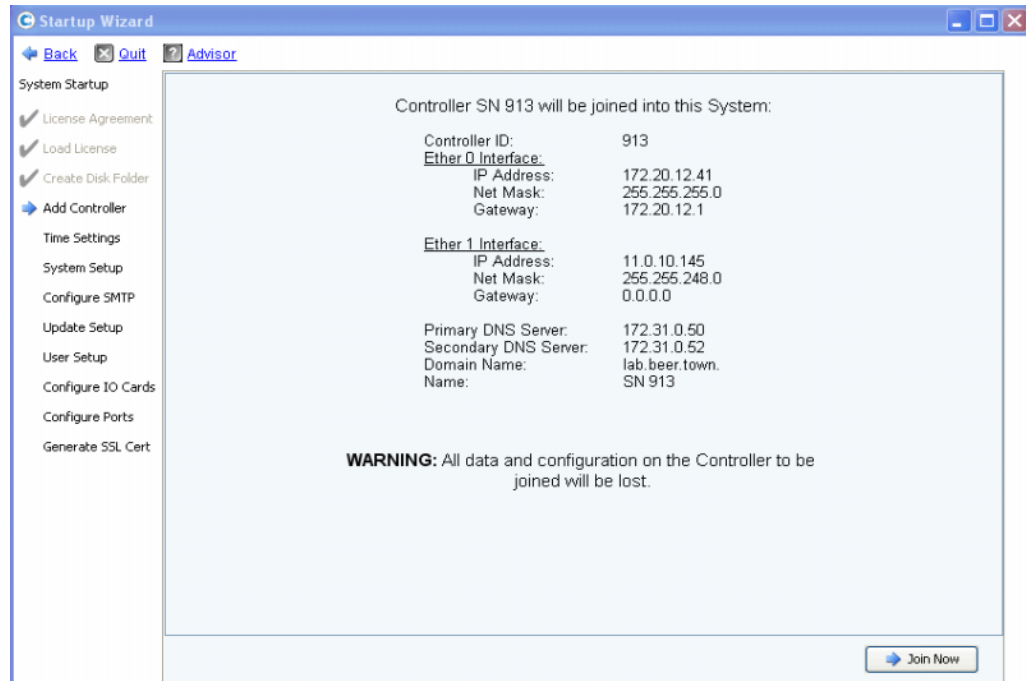 Startup Wizard
Back Quit Advisor
System Startup
License Agreement
Load License
Create Disk Folder
Add Controller
Time Settings
System Setup
Configure SMTP
Update Setup
User Setup
Configure IO Cards
Configure Ports
Generate SSL Cert
Controller SN 913 will be joined into this System:
Controller ID: 913
Ether 0 Interface:
IP Address: 172.20.12.41
Net Mask: 255.255.255.0
Gateway: 172.20.12.1
Ether 1 Interface:
IP Address: 11.0.10.145
Net Mask: 255.255.248.0
Gateway: 0.0.0.0
Primary DNS Server: 172.31.0.50
Secondary DNS Server: 172.31.0.52
Domain Name: lab.beer.town.
Name: SN 913
WARNING: All data and configuration on the Controller to be
joined will be lost.
Join Now